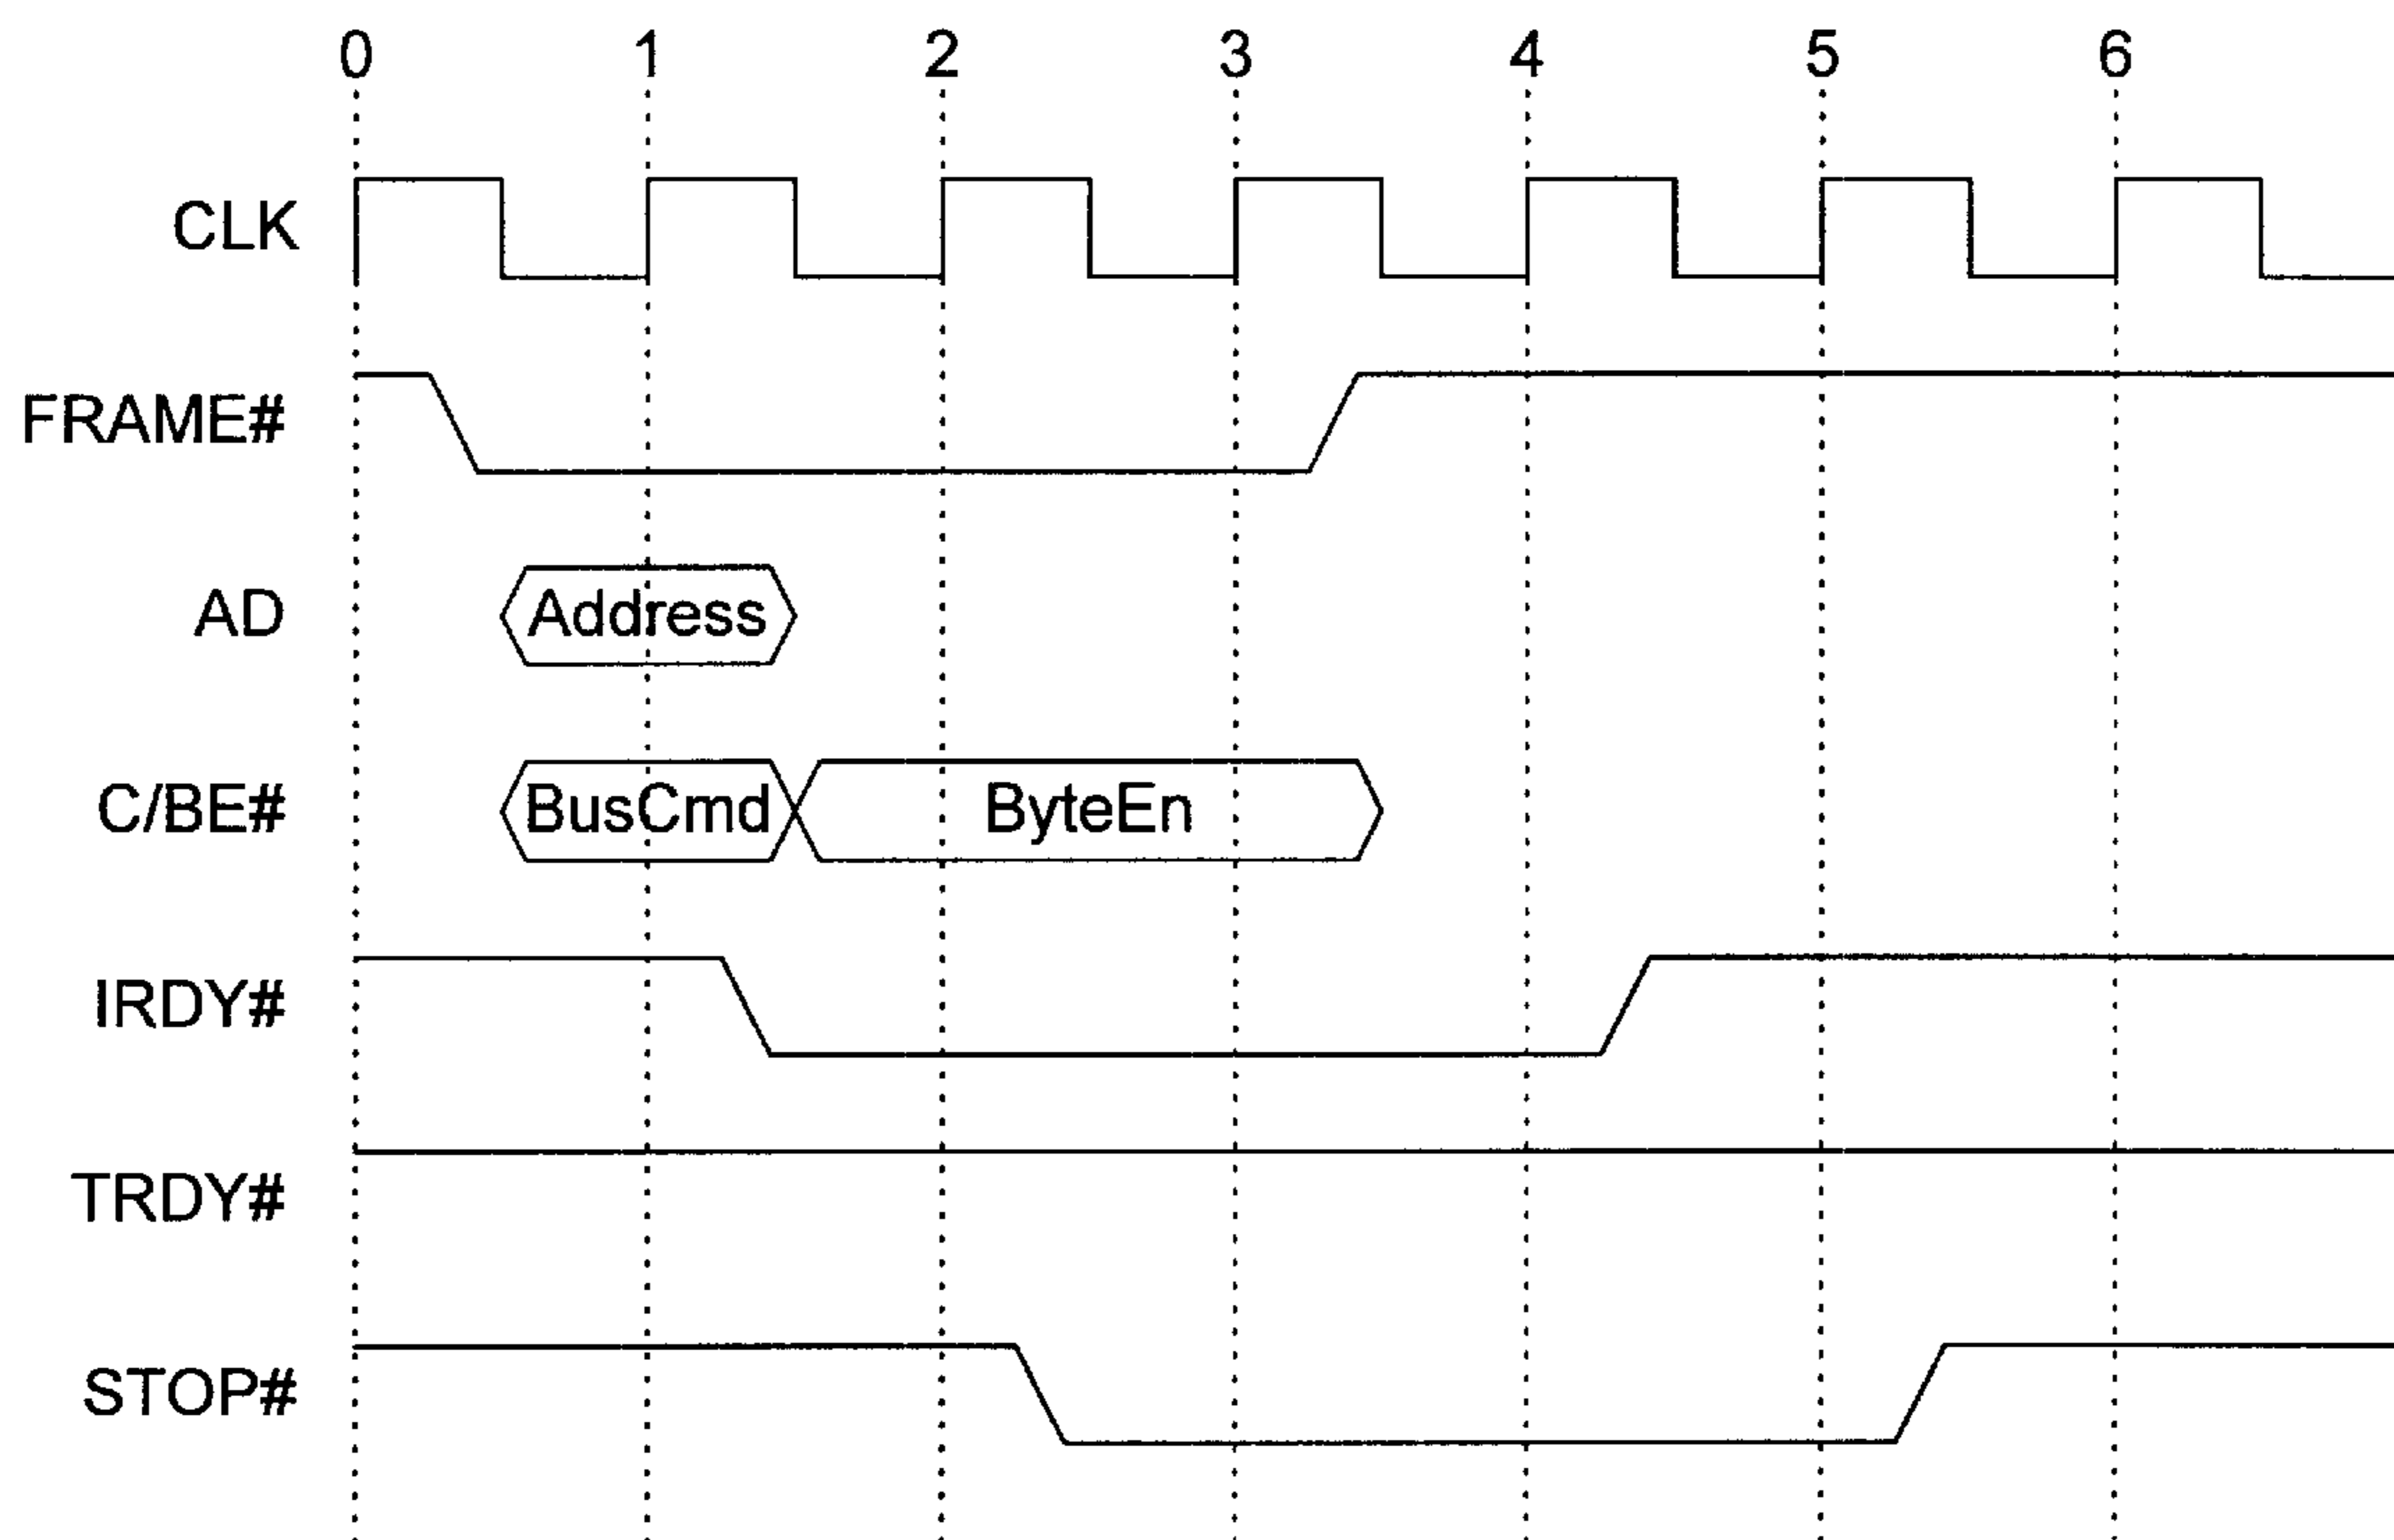 0 1 2 3 4 5 6
CLK
FRAME#
AD Address
C/BE# BusCmd ByteEn
IRDY#
TRDY#
STOP#